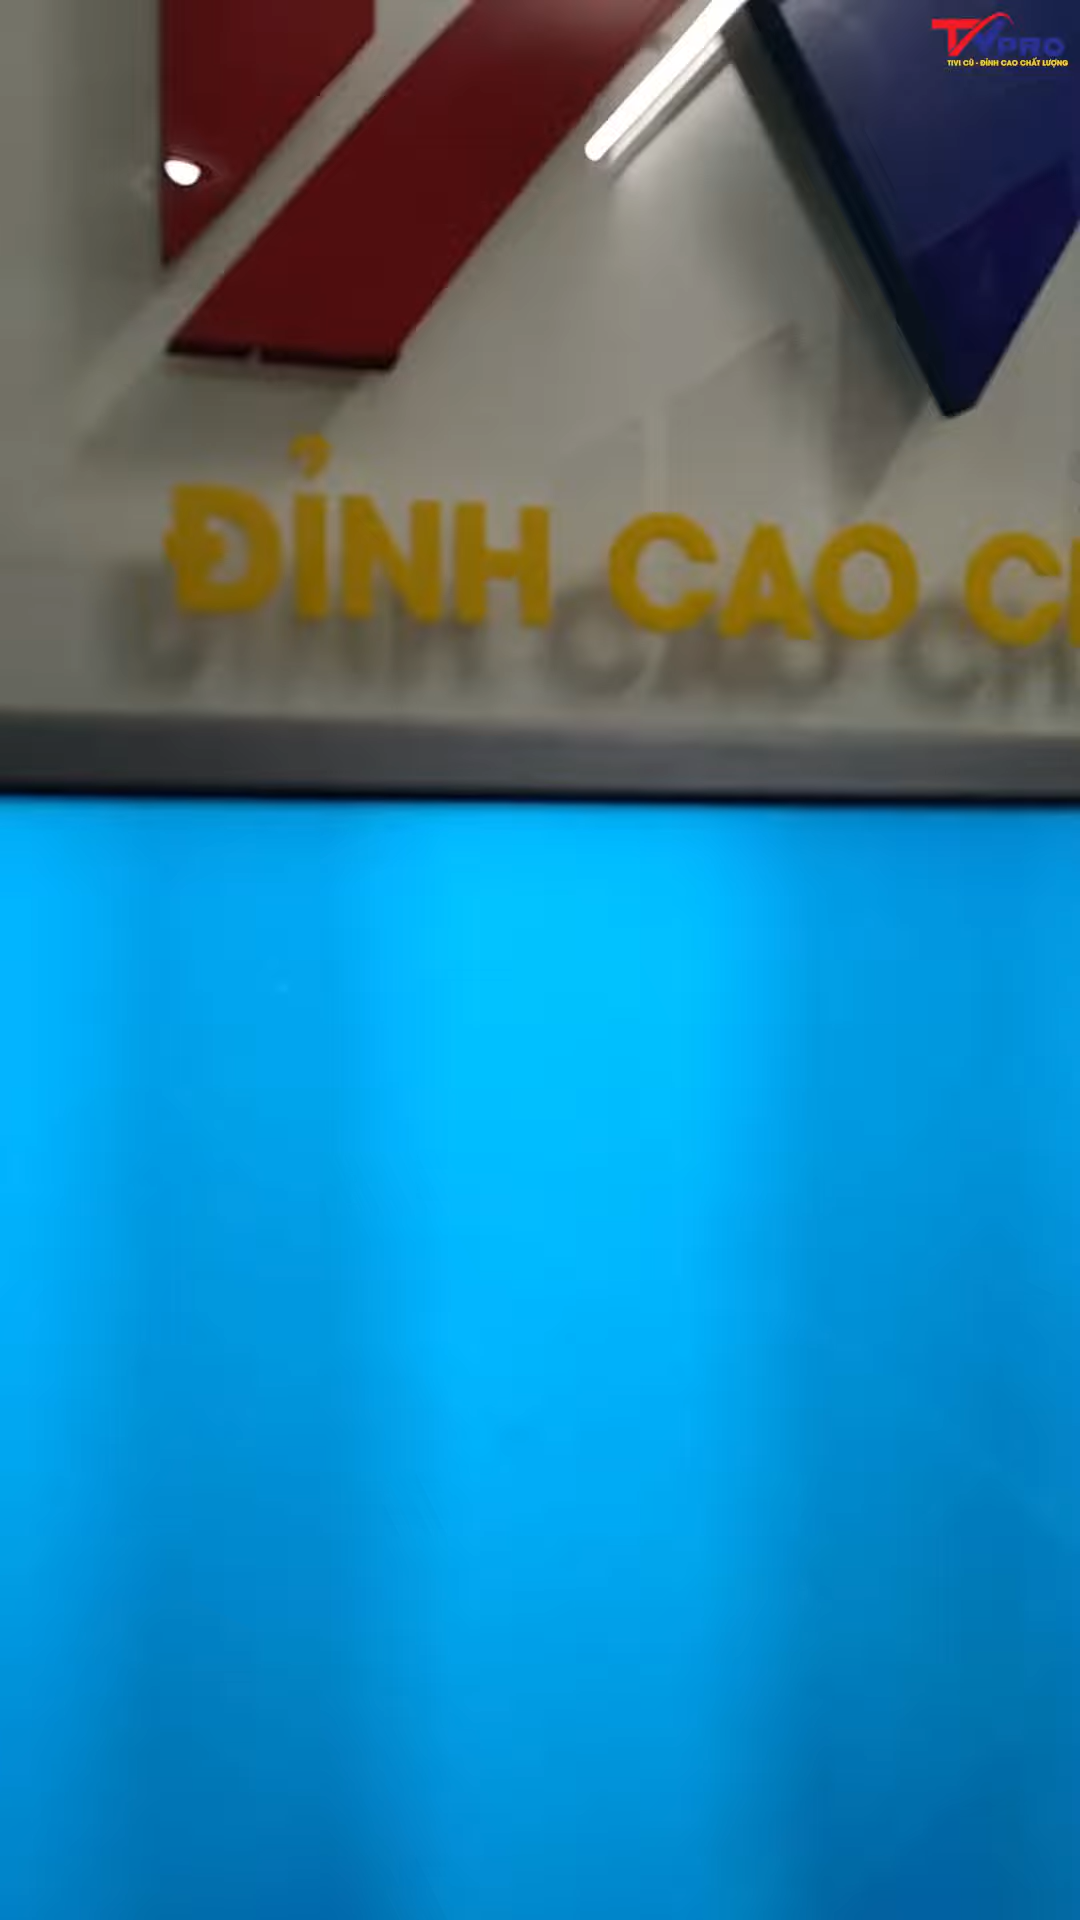 TVPRO
TIVI CŨ - ĐỈNH CAO CHẤT LƯỢNG
ĐỈNH CAO